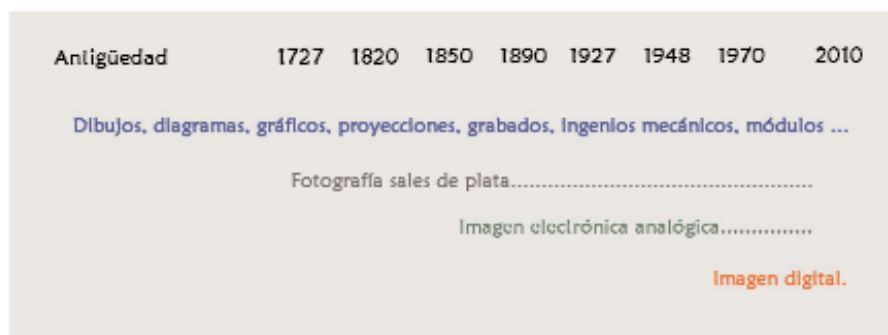 Antigüedad 1727 1820 1850 1890 1927 1948 1970 2010
Dibujos, diagramas, gráficos, proyecciones, grabados, ingenios mecánicos, módulos ...
Fotografía sales de plata.......................................................
Imagen electrónica analógica................
Imagen digital.